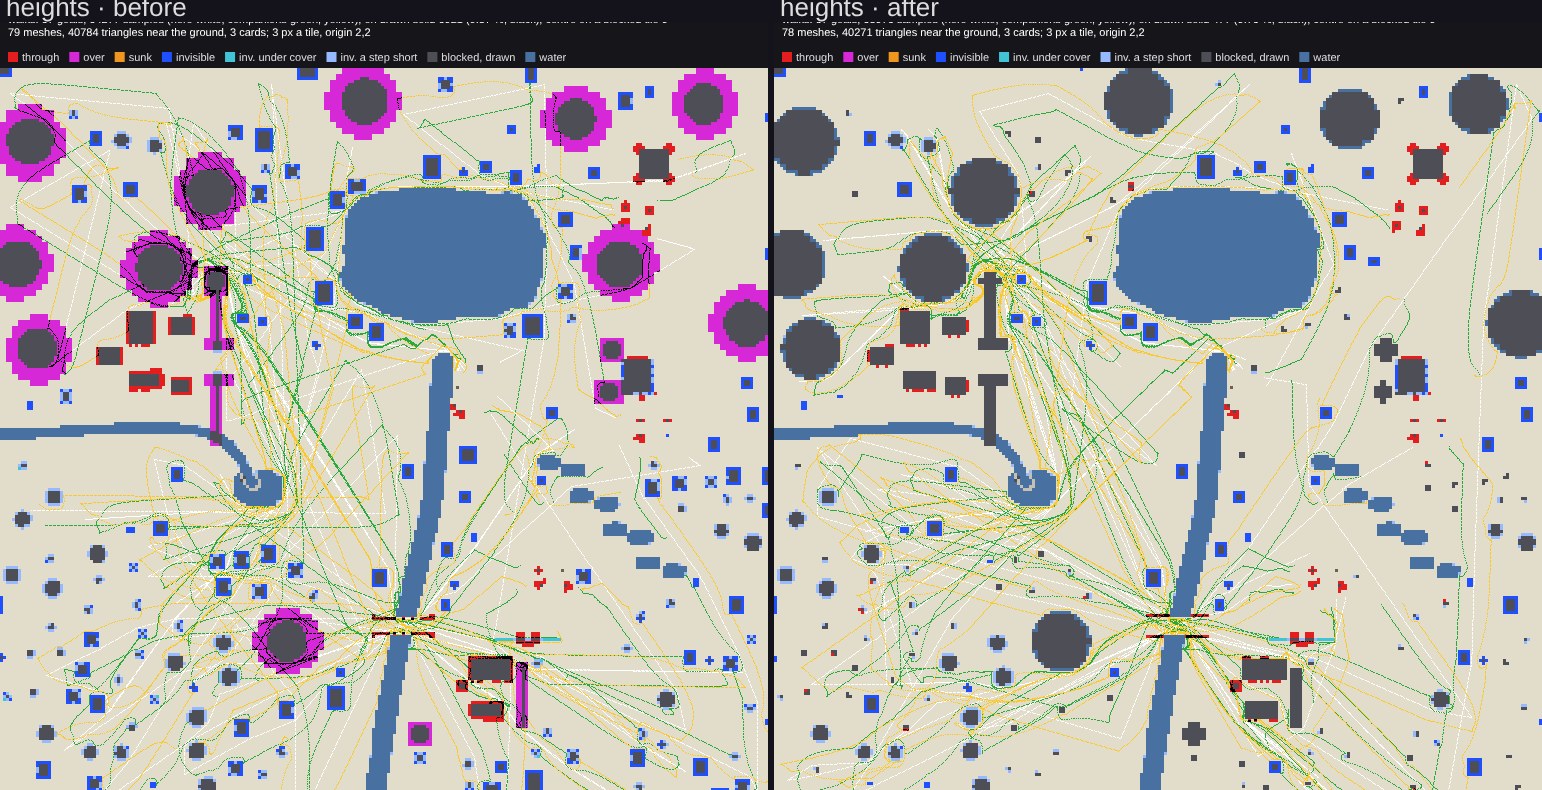 heights · before
79 meshes, 40784 triangles near the ground, 3 cards; 3 px a tile, origin 2,2
through over sunk invisible inv. under cover inv. a step short blocked, drawn water
heights · after
78 meshes, 40271 triangles near the ground, 3 cards; 3 px a tile, origin 2,2
through over sunk invisible inv. under cover inv. a step short blocked, drawn water